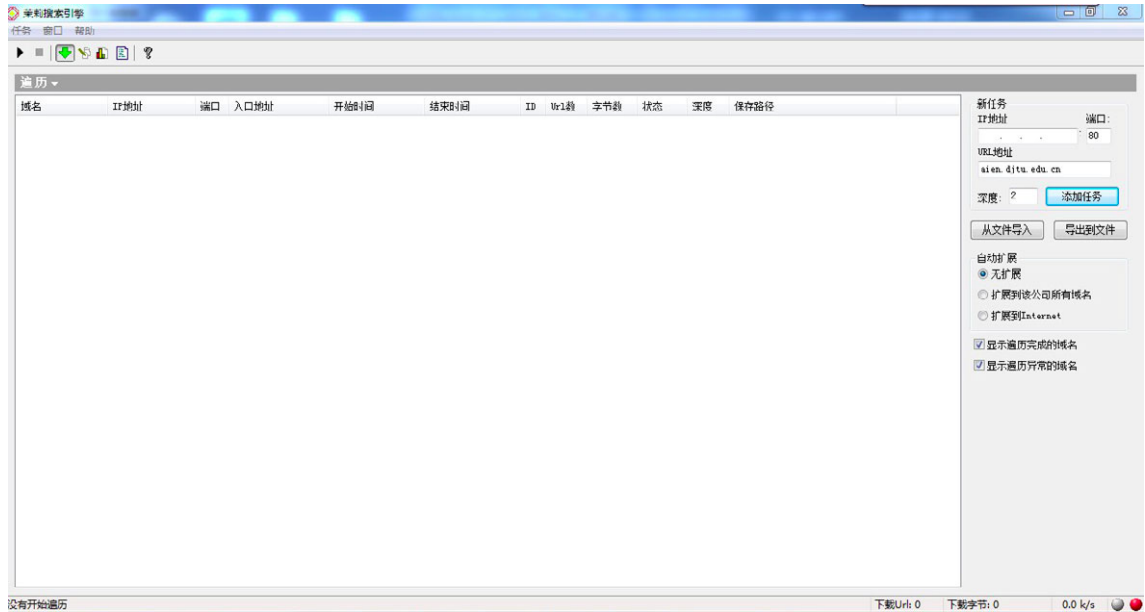 茉莉搜索引擎
任务 窗口 帮助
遍历
域名 IP地址 端口 入口地址 开始时间 结束时间 ID Url数 字节数 状态 深度 保存路径
新任务
IP地址 端口:
. . . : 80
URL地址
aien.djtu.edu.cn
深度: 2 添加任务
从文件导入 导出到文件
自动扩展
无扩展
扩展到该公司所有域名
扩展到Internet
显示遍历完成的域名
显示遍历异常的域名
没有开始遍历 下载Url: 0 下载字节: 0 0.0 k/s